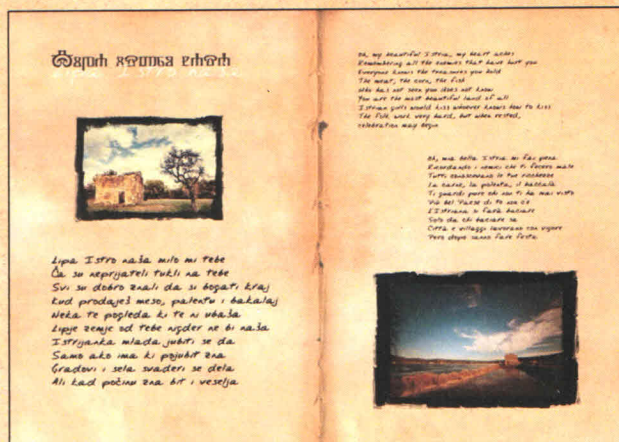 Lipa Istro naša
Lipa Istro naša milo mi tebe
Ča su neprijateli tukli na tebe
Svi su dobro znali da si bogati kraj
Kud prodaješ meso, palentu i bakalaj
Neka te pogleda ki te ni ubaša
Lipje zemje od tebe nigder ne bi naša
Istrijanka mlada jubiti se da
Samo ako ima ki pojubit zna
Gradovi i sela svaderi se dela
Ali kad počinu zna bit i veselja
Oh, my beautiful Istria, my heart aches
Remembering all the enemies that have hurt you
Everyone knows the treasures you hold
The meat, the corn, the fish
Who has not seen you does not know
You are the most beautiful land of all
Istrian girls would kiss whoever knows how to kiss
The folk work very hard, but when rested,
celebration may begin
Oh, mia bella Istria mi fai pena
Ricordando i nemici che ti fecero male
Tutti conoscevano le tue ricchezze
La carne, la polenta, il baccalà
Ti guardi pure chi non ti ha mai visto
Più bel Paese di te non c'è
L'Istriana si farà baciare
Solo da chi baciare sa
Città e villaggi lavorano con vigore
Però dopo sanno fare festa